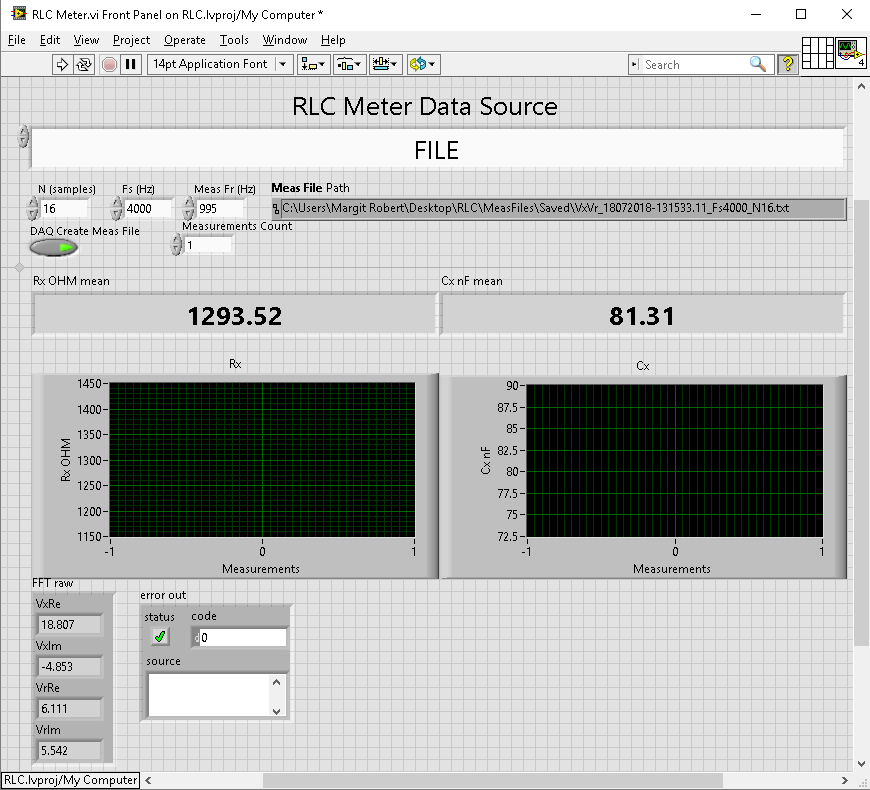 RLC Meter.vi Front Panel on RLC.lvproj/My Computer *
File Edit View Project Operate Tools Window Help
14pt Application Font
Search
?
4
RLC Meter Data Source
FILE
N (samples) Fs (Hz) Meas Fr (Hz) Meas File Path
16 4000 995 C:\Users\Margit Robert\Desktop\RLC\MeasFiles\Saved\VxVr_18072018-131533.11_Fs4000_N16.txt
DAQ Create Meas File Measurements Count
1
Rx OHM mean Cx nF mean
1293.52 81.31
Rx
1450
1400
1350
1300
1250
1200
1150
Rx OHM
-1 0 1
Measurements
Cx
90
87.5
85
82.5
80
77.5
75
72.5
Cx nF
-1 0 1
Measurements
FFT raw
VxRe
18.807
VxIm
-4.853
VrRe
6.111
VrIm
5.542
error out
status code
d 0
source
RLC.lvproj/My Computer